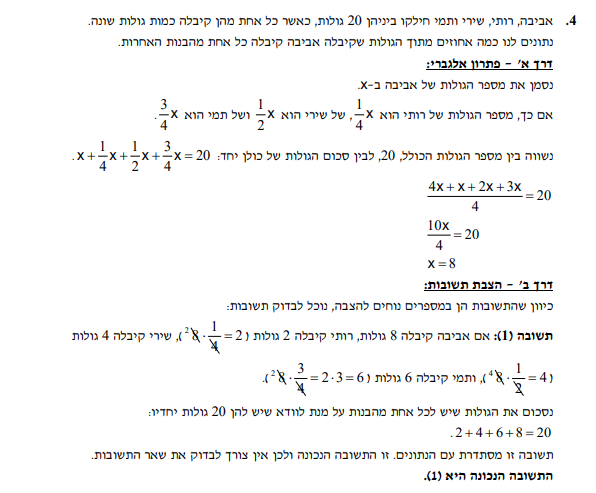 4. אביבה, רותי, שירי ותמי חילקו ביניהן 20 גולות, כאשר כל אחת מהן קיבלה כמות גולות שונה.
נתונים לנו כמה אחוזים מתוך הגולות שקיבלה אביבה קיבלה כל אחת מהבנות האחרות.
דרך א' – פתרון אלגברי:
נסמן את מספר הגולות של אביבה ב-x.
אם כך, מספר הגולות של רותי הוא $\frac{1}{4}x$, של שירי הוא $\frac{1}{2}x$ ושל תמי הוא $\frac{3}{4}x$.
נשווה בין מספר הגולות הכולל, 20, לבין סכום הגולות של כולן יחד: $x+\frac{1}{4}x+\frac{1}{2}x+\frac{3}{4}x=20$.
$\frac{4x+x+2x+3x}{4}=20$
$\frac{10x}{4}=20$
$x=8$
דרך ב' – הצבת תשובות:
כיוון שהתשובות הן במספרים נוחים להצבה, נוכל לבדוק תשובות:
תשובה (1): אם אביבה קיבלה 8 גולות, רותי קיבלה 2 גולות ($^{2}\cancel{8}\cdot\frac{1}{\cancel{4}}=2$), שירי קיבלה 4 גולות
($^{4}\cancel{8}\cdot\frac{1}{\cancel{2}}=4$), ותמי קיבלה 6 גולות ($^{2}\cancel{8}\cdot\frac{3}{\cancel{4}}=2\cdot3=6$).
נסכום את הגולות שיש לכל אחת מהבנות על מנת לוודא שיש להן 20 גולות יחדיו:
$2+4+6+8=20$.
תשובה זו מסתדרת עם הנתונים. זו התשובה הנכונה ולכן אין צורך לבדוק את שאר התשובות.
התשובה הנכונה היא (1).